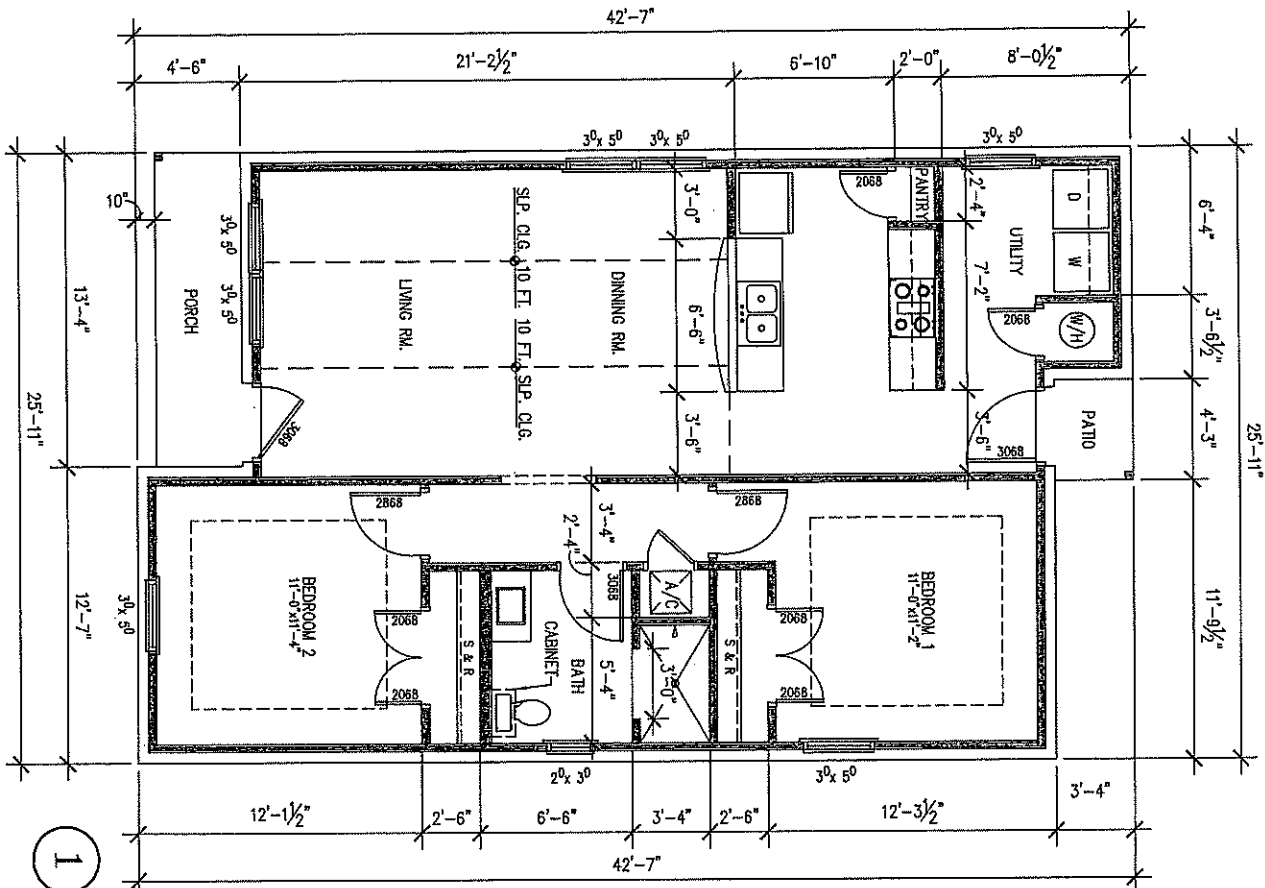 42'-7"
4'-6"
21'-2½"
6'-10"
2'-0"
8'-0½"
3⁰x 5⁰
3⁰x 5⁰
3⁰x 5⁰
10"
3⁰x 5⁰
3⁰x 5⁰
PORCH
13'-4"
12'-7"
25'-11"
SLP. CLG. 10 FT.
10 FT. SLP. CLG.
LIVING RM.
DINNING RM.
3'-0"
6'-6"
3'-6"
2068
PANTRY
2'-4"
7'-2"
3'-6"
UTILITY
D
W
2068
W/H
PATIO
3068
3068
6'-4"
3'-6½"
4'-3"
11'-9½"
25'-11"
2868
2868
3'-4"
2'-4"
3068
A/C
5'-4"
3'-0"
BATH
CABINET
S & R
S & R
2068
2068
2068
2068
BEDROOM 1
11'-0"x11'-2"
BEDROOM 2
11'-0"x11'-4"
3⁰x 5⁰
2⁰x 3⁰
3⁰x 5⁰
12'-1½"
2'-6"
6'-6"
3'-4"
2'-6"
12'-3½"
3'-4"
42'-7"
1